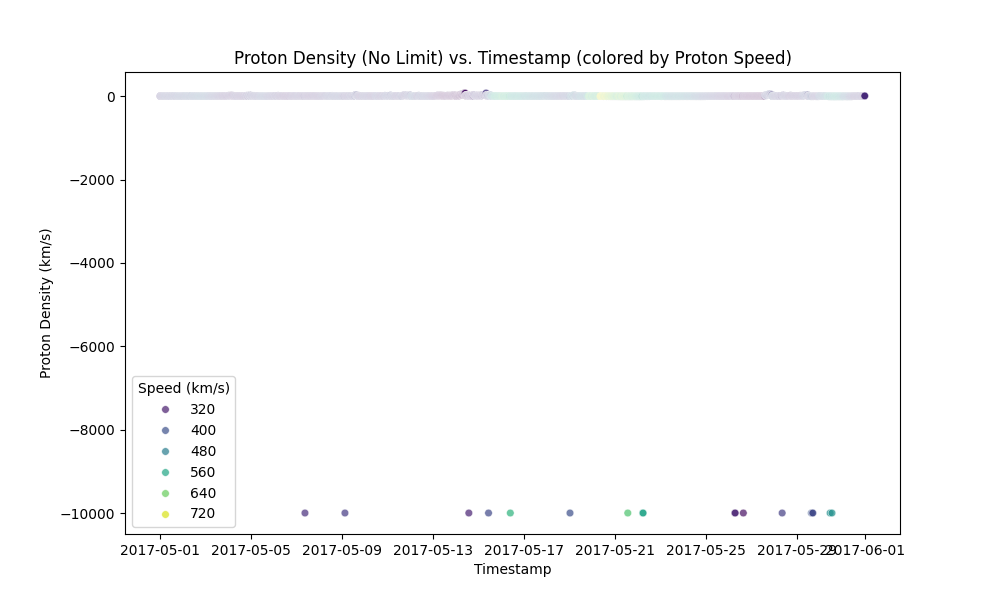 Proton Density (No Limit) vs. Timestamp (colored by Proton Speed)
Proton Density (km/s)
0
−2000
−4000
−6000
−8000
−10000
Speed (km/s)
320
400
480
560
640
720
2017-05-01 2017-05-05 2017-05-09 2017-05-13 2017-05-17 2017-05-21 2017-05-25 2017-05-29 2017-06-01
Timestamp